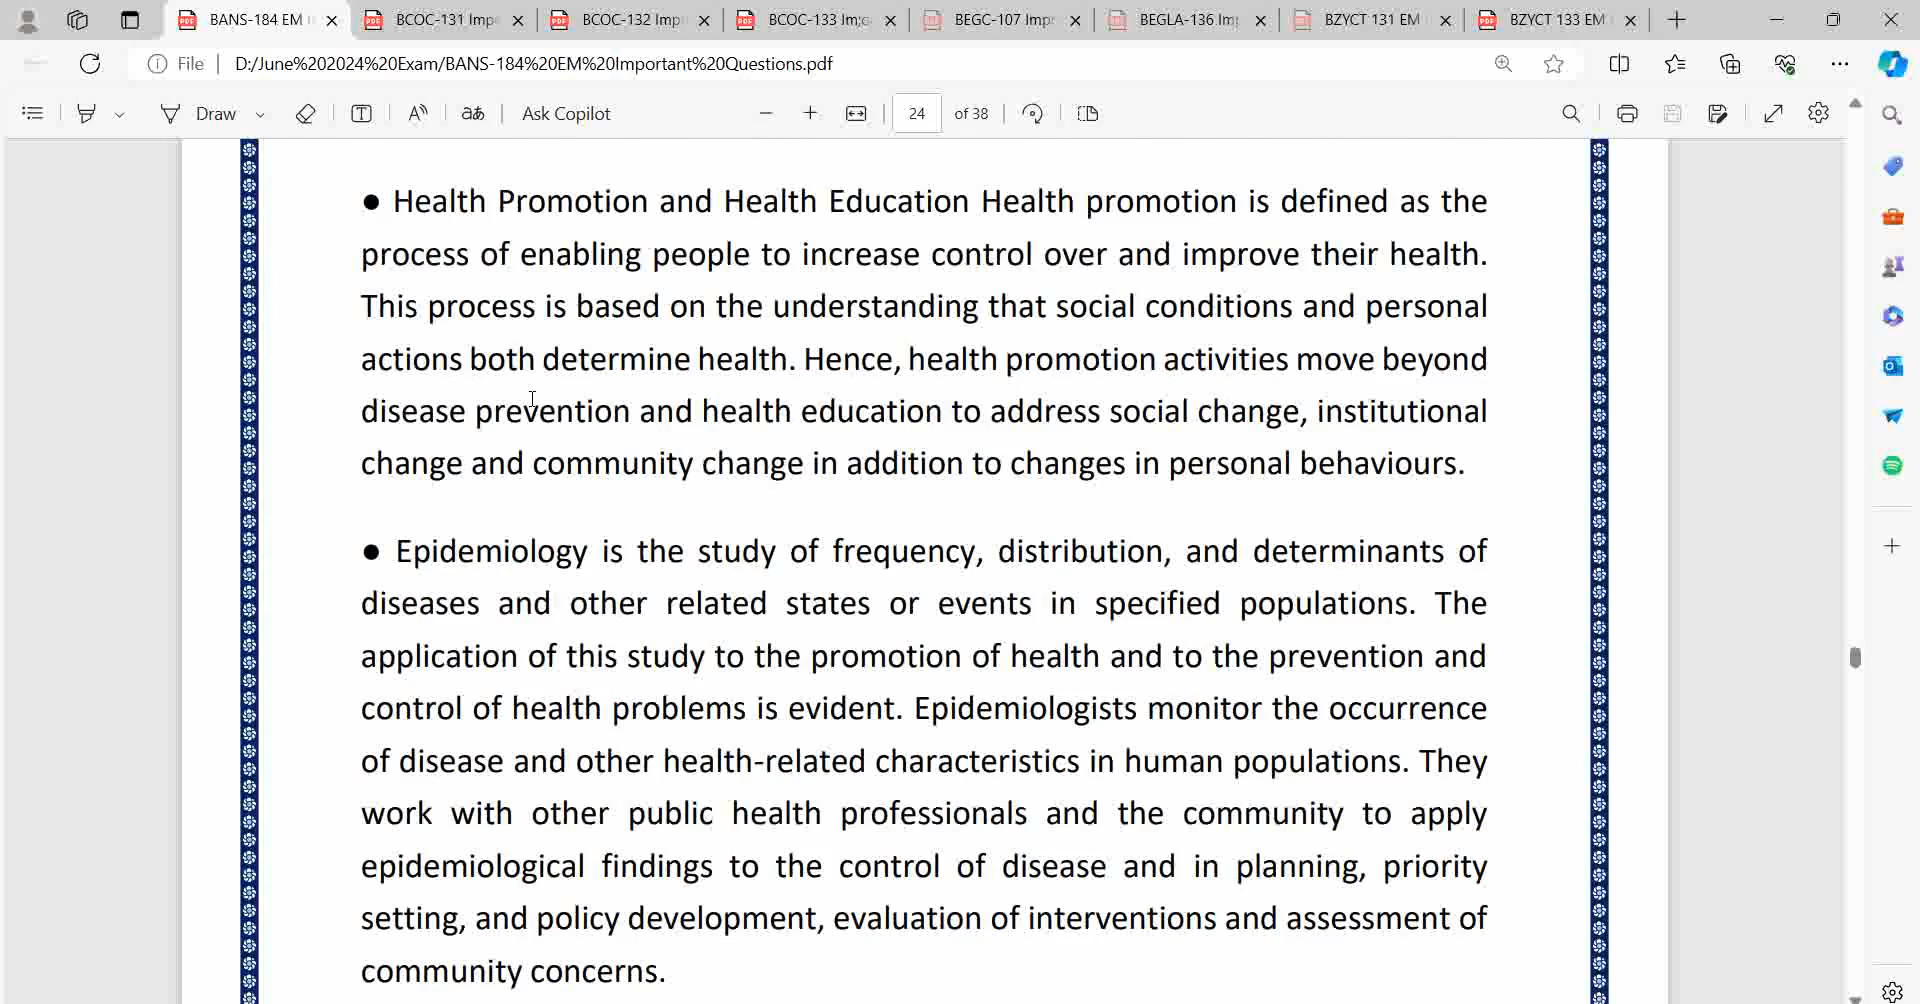 BANS-184 EM
BCOC-131 Imp
BCOC-132 Imp
BCOC-133 Im;
BEGC-107 Imp
BEGLA-136 Im
BZYCT 131 EM
BZYCT 133 EM
File
D:/June%202024%20Exam/BANS-184%20EM%20Important%20Questions.pdf
Draw
Ask Copilot
24 of 38
● Health Promotion and Health Education Health promotion is defined as the
process of enabling people to increase control over and improve their health.
This process is based on the understanding that social conditions and personal
actions both determine health. Hence, health promotion activities move beyond
disease prevention and health education to address social change, institutional
change and community change in addition to changes in personal behaviours.
● Epidemiology is the study of frequency, distribution, and determinants of
diseases and other related states or events in specified populations. The
application of this study to the promotion of health and to the prevention and
control of health problems is evident. Epidemiologists monitor the occurrence
of disease and other health-related characteristics in human populations. They
work with other public health professionals and the community to apply
epidemiological findings to the control of disease and in planning, priority
setting, and policy development, evaluation of interventions and assessment of
community concerns.